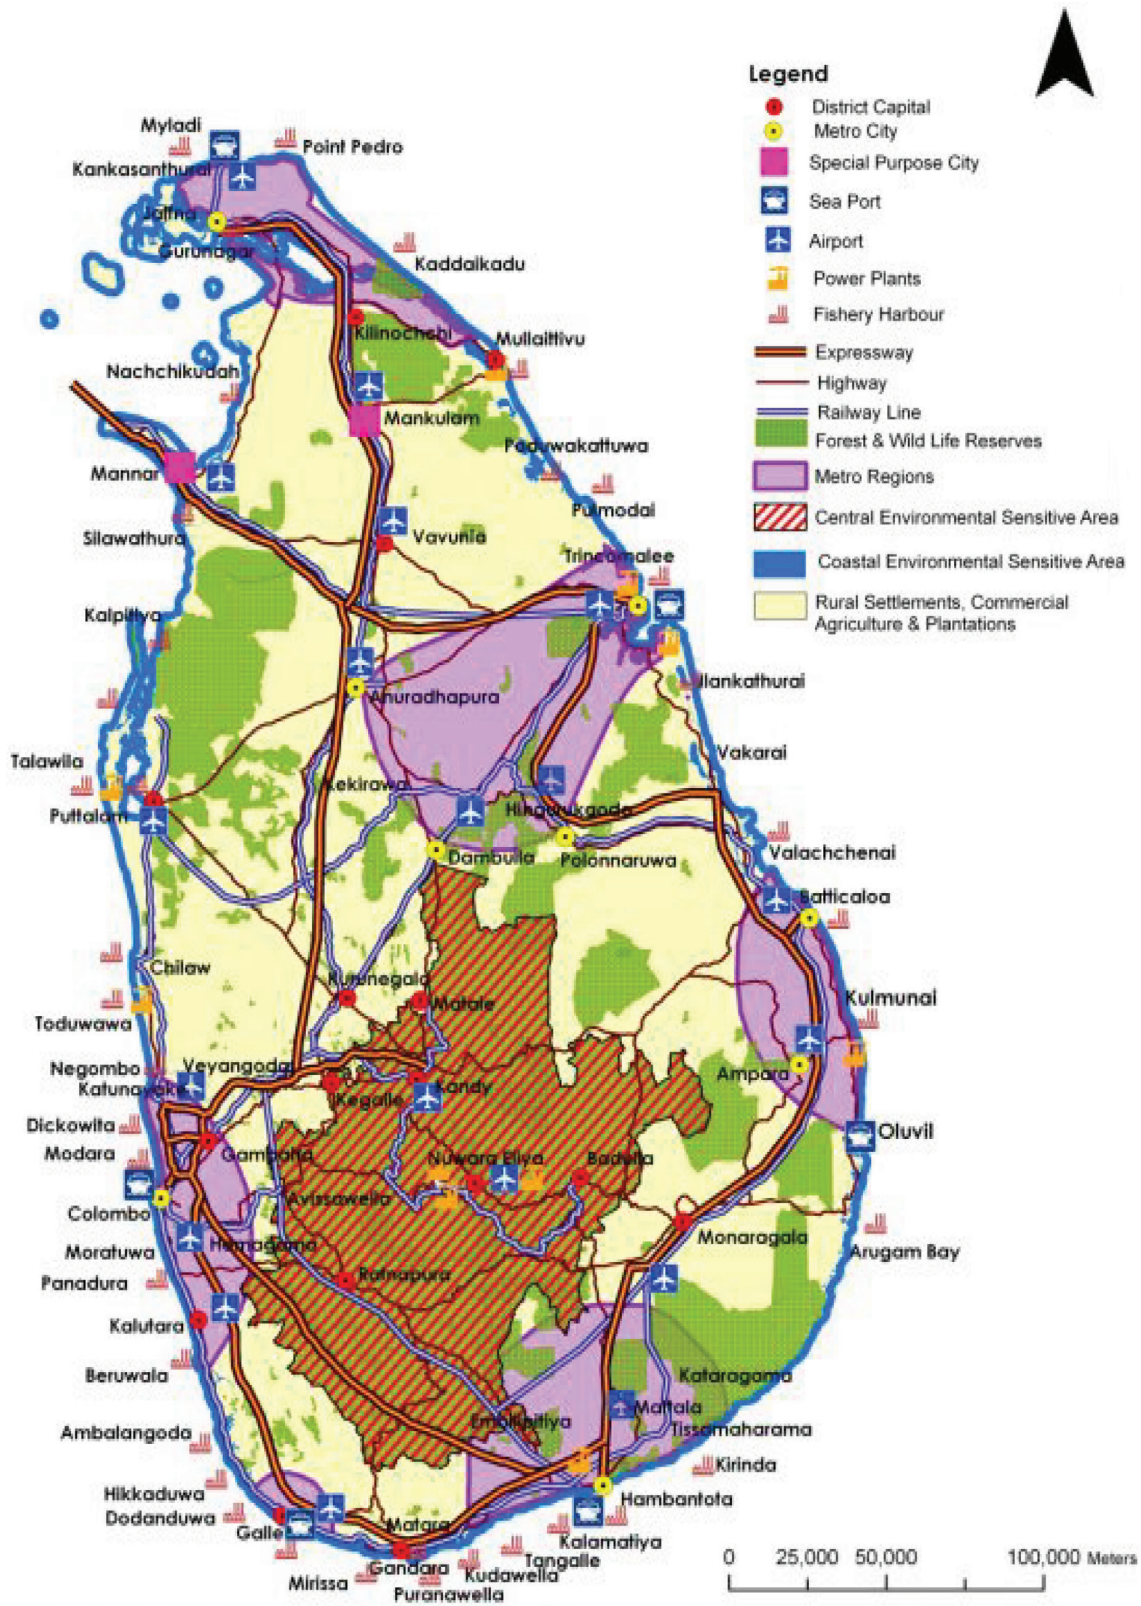 Legend
District Capital
Metro City
Special Purpose City
Sea Port
Airport
Power Plants
Fishery Harbour
Expressway
Highway
Railway Line
Forest & Wild Life Reserves
Metro Regions
Central Environmental Sensitive Area
Coastal Environmental Sensitive Area
Rural Settlements, Commercial
Agriculture & Plantations
Myladi
Point Pedro
Kankasanthurai
Jaffna
Gurunagar
Kaddaikadu
Kilinochchi
Mullaittivu
Nachchikudah
Mankulam
Paduwakattuwa
Mannar
Pulmodai
Silawathura
Vavunia
Trincomalee
Kalpitiya
Ilankathurai
Anuradhapura
Vakarai
Talawila
Kekirawa
Hingurukgoda
Puttalam
Dambulla
Polonnaruwa
Valachchenai
Batticaloa
Chilaw
Kurunegala
Matale
Kulmunai
Toduwawa
Negombo
Veyangoda
Katunayake
Kegalle
Kandy
Ampara
Dickowita
Oluvil
Modara
Gampaha
Nuwara Eliya
Badulla
Avissawella
Colombo
Monaragala
Moratuwa
Homagama
Arugam Bay
Panadura
Ratnapura
Kalutara
Beruwala
Kataragama
Mattala
Embilipitiya
Tissamaharama
Ambalangoda
Kirinda
Hikkaduwa
Hambantota
Dodanduwa
Galle
Matara
Kalamatiya
Tangalle
Gandara
Kudawella
Mirissa
Puranawella
0 25,000 50,000 100,000 Meters